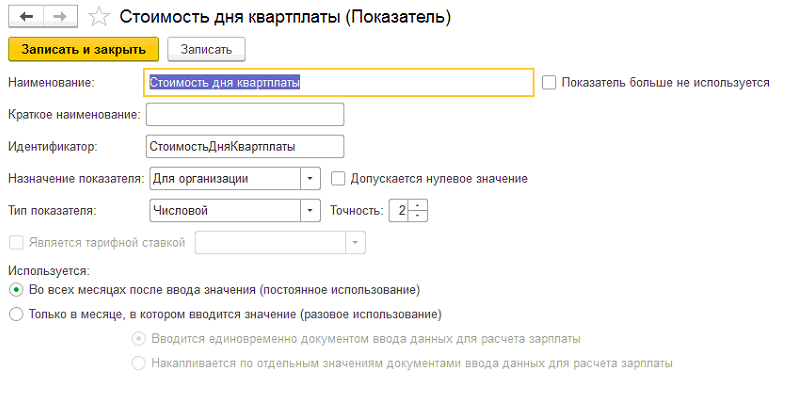 Стоимость дня квартплаты (Показатель)
Записать и закрыть Записать
Наименование: Стоимость дня квартплаты Показатель больше не используется
Краткое наименование:
Идентификатор: СтоимостьДняКвартплаты
Назначение показателя: Для организации Допускается нулевое значение
Тип показателя: Числовой Точность: 2
Является тарифной ставкой
Используется:
Во всех месяцах после ввода значения (постоянное использование)
Только в месяце, в котором вводится значение (разовое использование)
Вводится единовременно документом ввода данных для расчета зарплаты
Накапливается по отдельным значениям документами ввода данных для расчета зарплаты